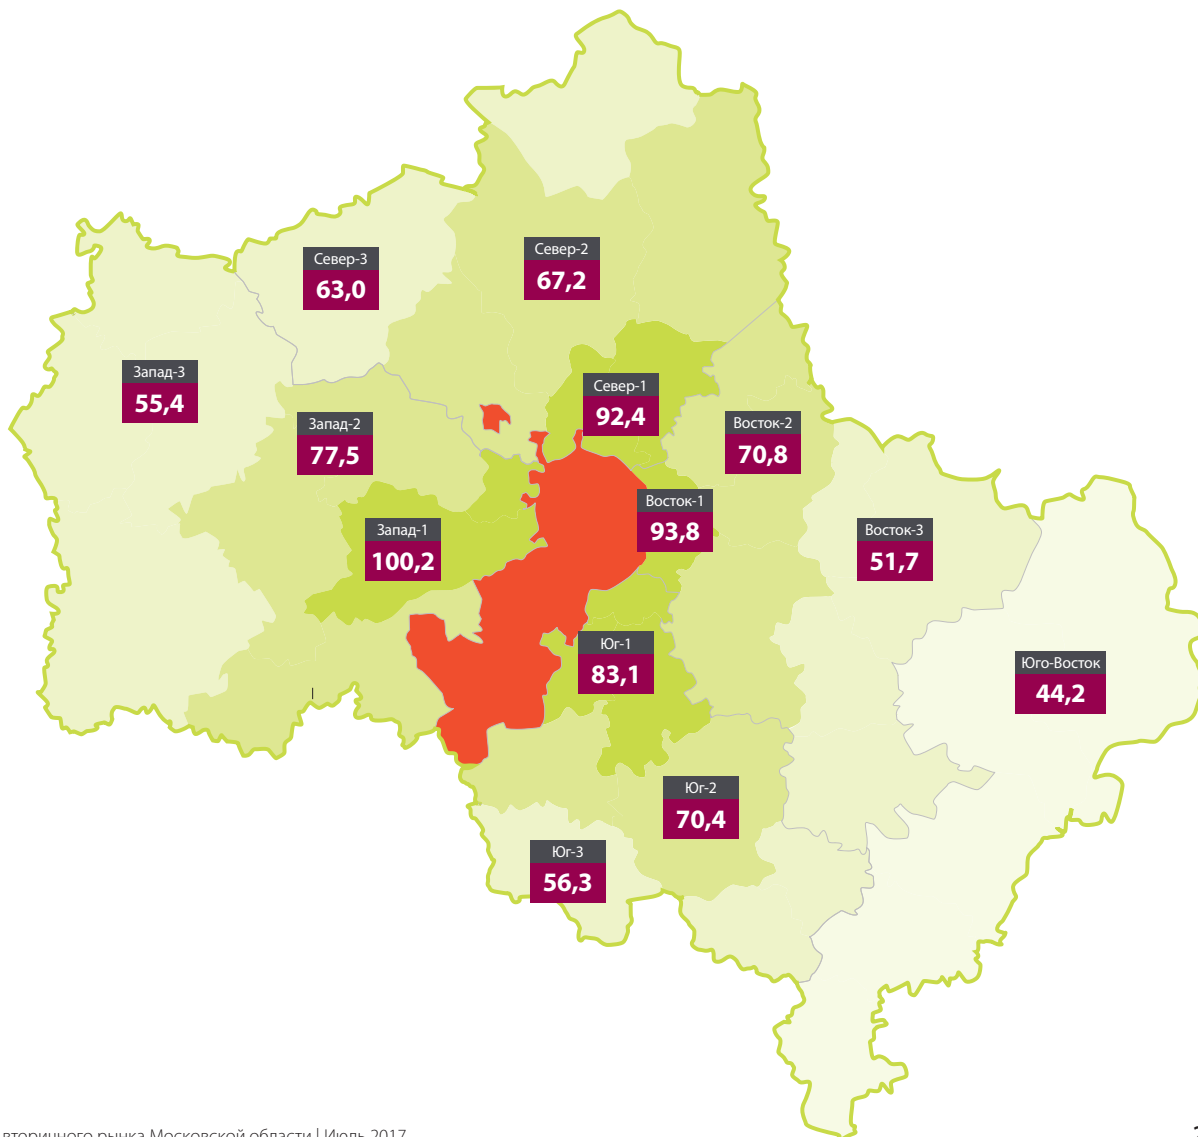 Север-3
63,0
Север-2
67,2
Запад-3
55,4
Север-1
92,4
Запад-2
77,5
Восток-2
70,8
Восток-1
93,8
Запад-1
100,2
Восток-3
51,7
Юг-1
83,1
Юго-Восток
44,2
Юг-2
70,4
Юг-3
56,3
вторичного рынка Московской области | Июль 2017